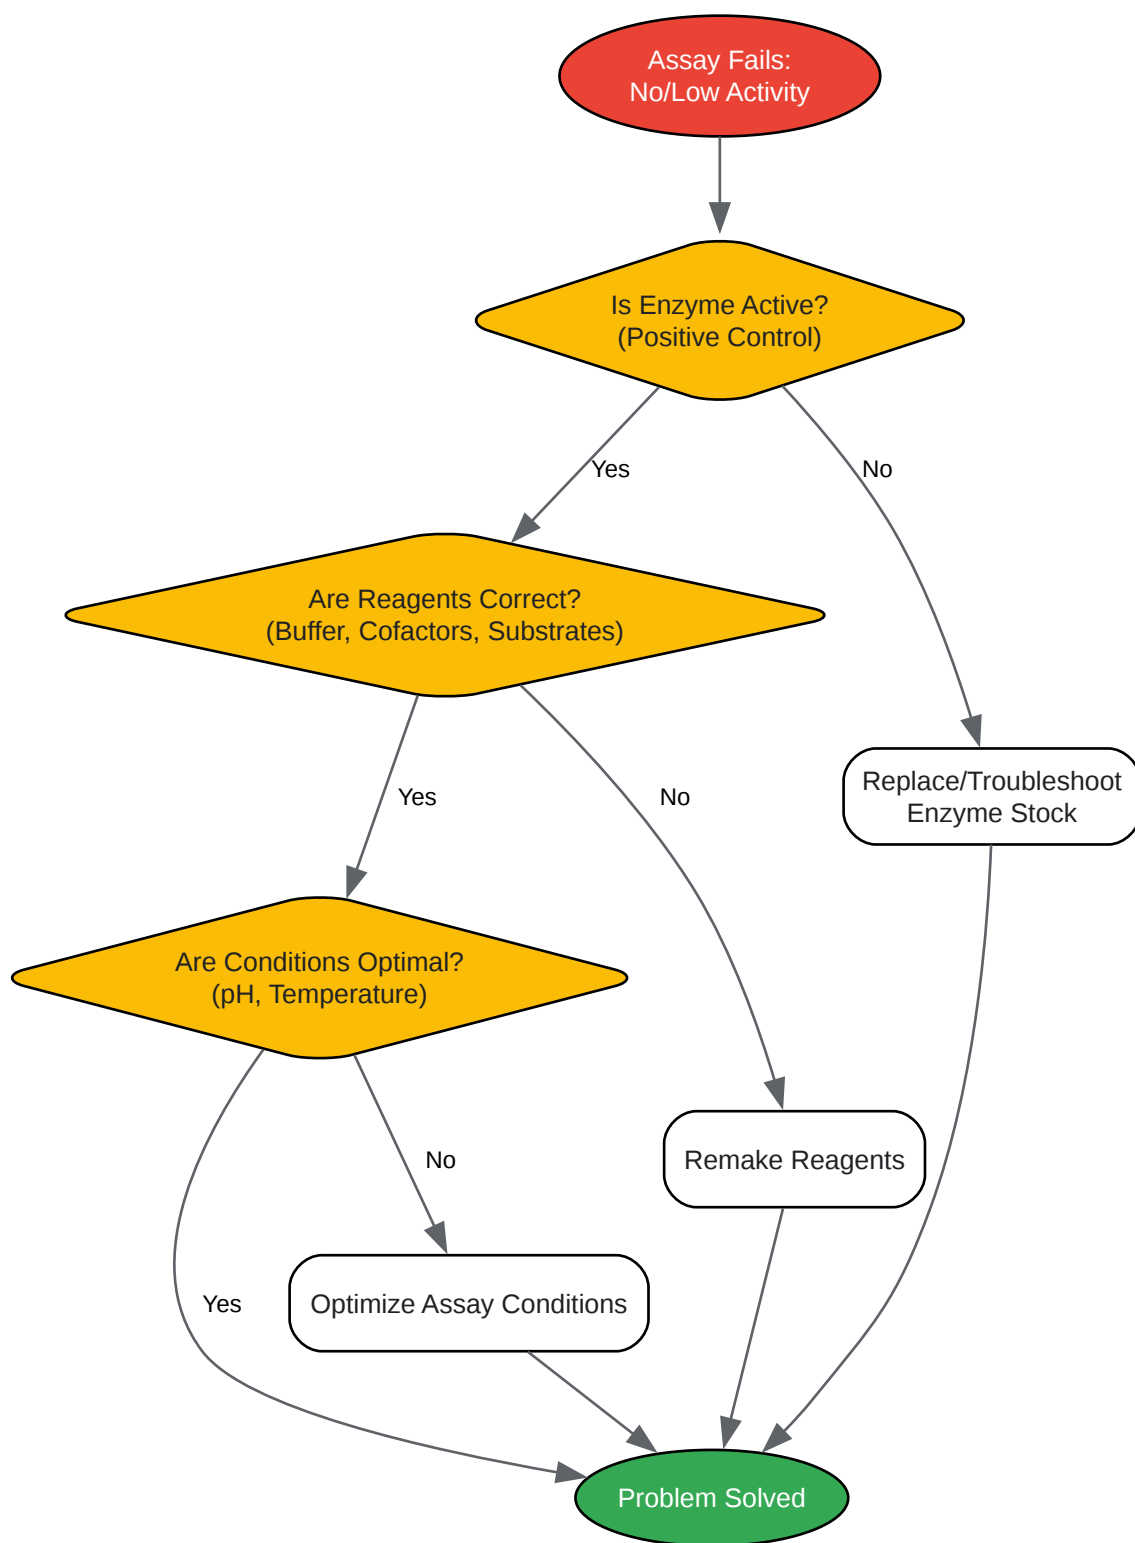 Assay Fails:
No/Low Activity
Is Enzyme Active?
(Positive Control)
Yes
No
Are Reagents Correct?
(Buffer, Cofactors, Substrates)
Yes
No
Replace/Troubleshoot
Enzyme Stock
Are Conditions Optimal?
(pH, Temperature)
No
Remake Reagents
Yes
Optimize Assay Conditions
Problem Solved